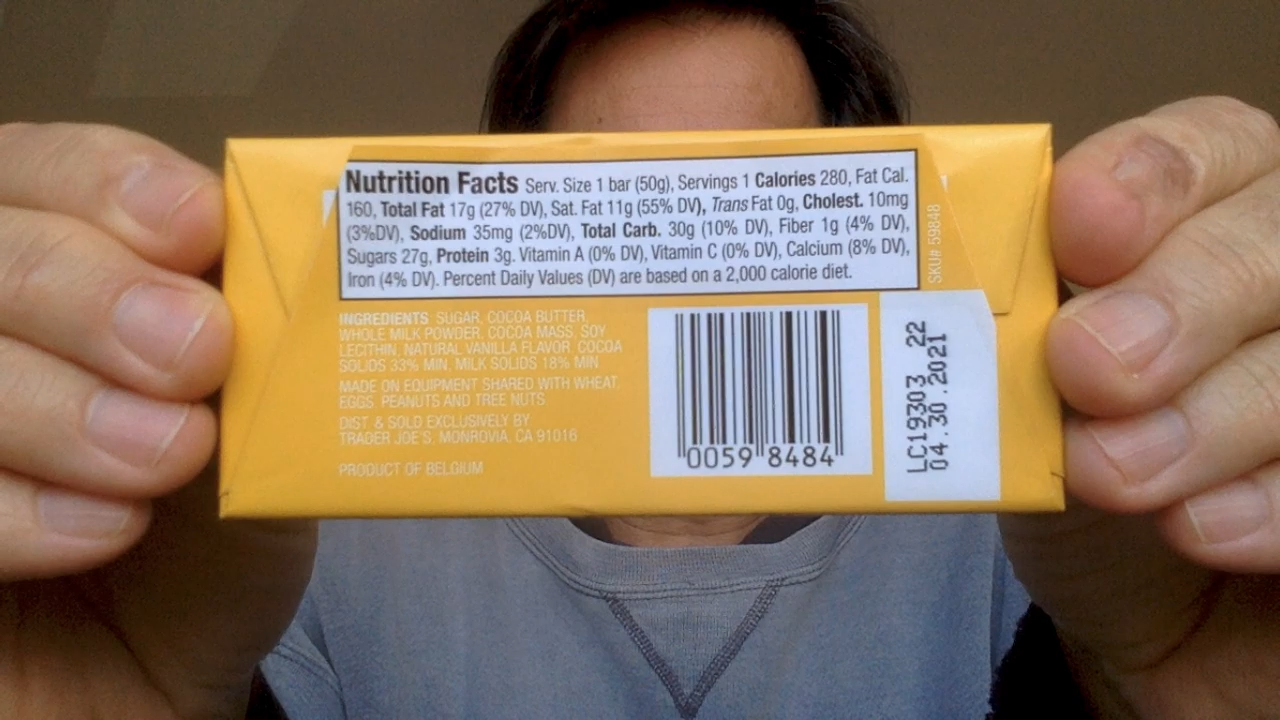 Nutrition Facts Serv. Size 1 bar (50g), Servings 1 Calories 280, Fat Cal.
160, Total Fat 17g (27% DV), Sat. Fat 11g (55% DV), Trans Fat 0g, Cholest. 10mg
(3%DV), Sodium 35mg (2%DV), Total Carb. 30g (10% DV), Fiber 1g (4% DV),
Sugars 27g, Protein 3g. Vitamin A (0% DV), Vitamin C (0% DV), Calcium (8% DV),
Iron (4% DV). Percent Daily Values (DV) are based on a 2,000 calorie diet.
SKU# 59848
INGREDIENTS: SUGAR, COCOA BUTTER,
WHOLE MILK POWDER, COCOA MASS, SOY
LECITHIN, NATURAL VANILLA FLAVOR. COCOA
SOLIDS 33% MIN. MILK SOLIDS 18% MIN
MADE ON EQUIPMENT SHARED WITH WHEAT,
EGGS, PEANUTS AND TREE NUTS.
DIST & SOLD EXCLUSIVELY BY
TRADER JOE'S, MONROVIA, CA 91016
PRODUCT OF BELGIUM
0059 8484
LC19303 22
04.30.2021